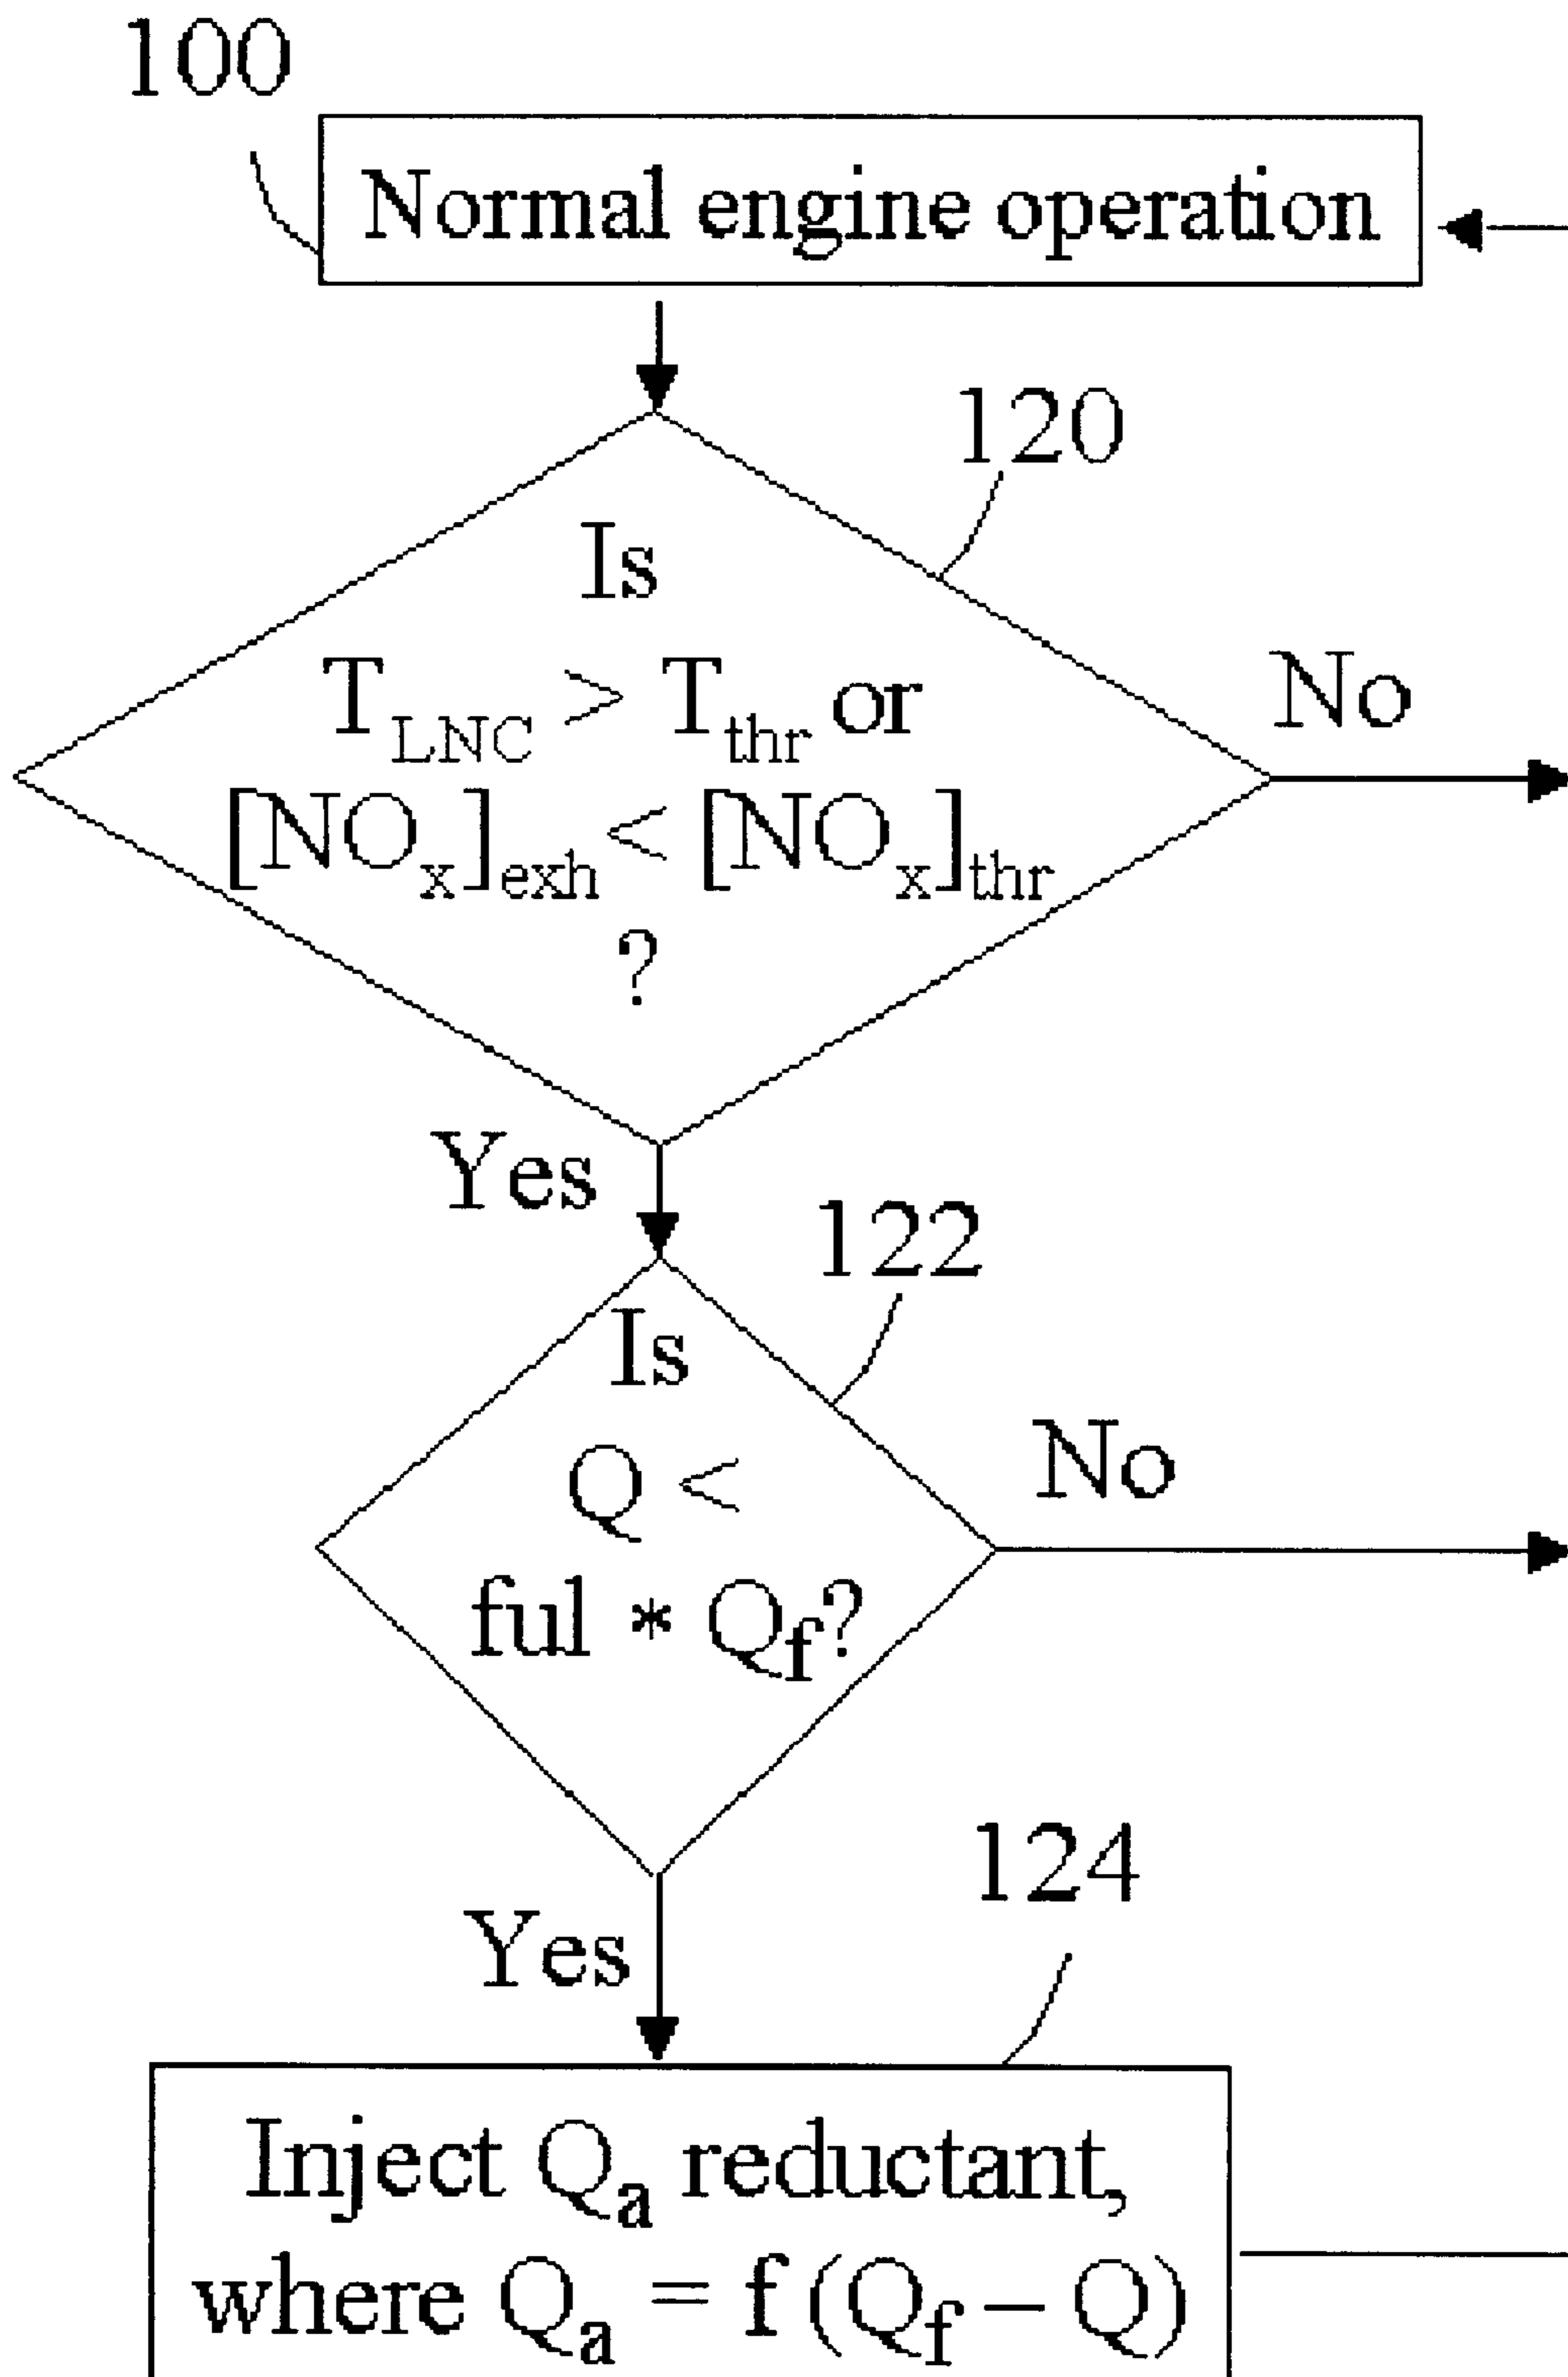 100
Normal engine operation
120
Is
T_LNC > T_thr or
No
[NO_x]_exh < [NO_x]_thr
?
Yes
122
Is
Q <
No
ful * Q_f?
124
Yes
Inject Q_a reductant,
where Q_a = f (Q_f – Q)